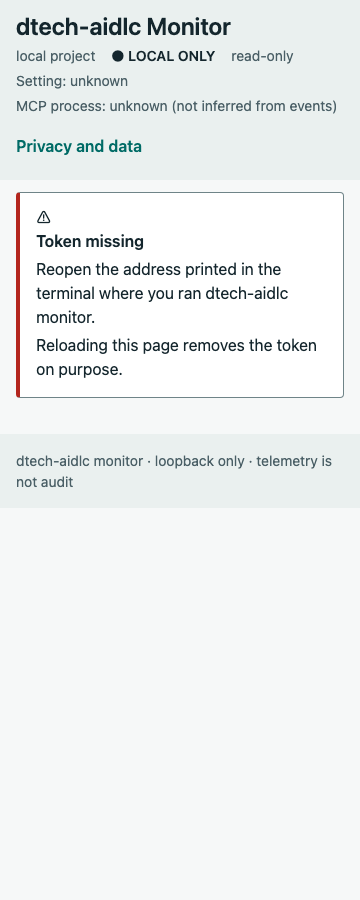 dtech-aidlc Monitor
local project ● LOCAL ONLY read-only
Setting: unknown
MCP process: unknown (not inferred from events)
Privacy and data
Token missing
Reopen the address printed in the
terminal where you ran dtech-aidlc
monitor.
Reloading this page removes the token
on purpose.
dtech-aidlc monitor · loopback only · telemetry is
not audit